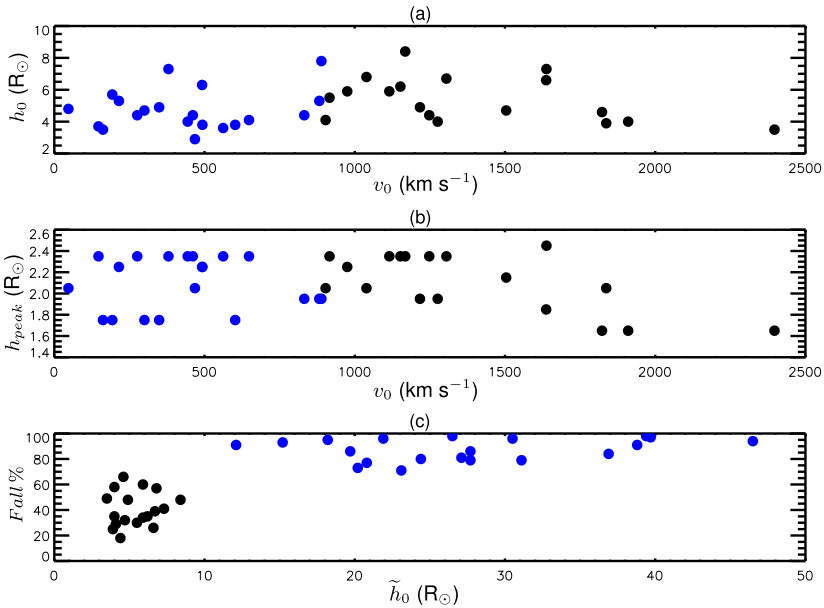 (a)
10
8
6
4
2
h₀ (R☉)
0 500 1000 1500 2000 2500
v₀ (km s⁻¹)
(b)
2.6
2.4
2.2
2.0
1.8
1.6
1.4
h_peak (R☉)
0 500 1000 1500 2000 2500
v₀ (km s⁻¹)
(c)
100
80
60
40
20
0
Fall%
0 10 20 30 40 50
h̃₀ (R☉)